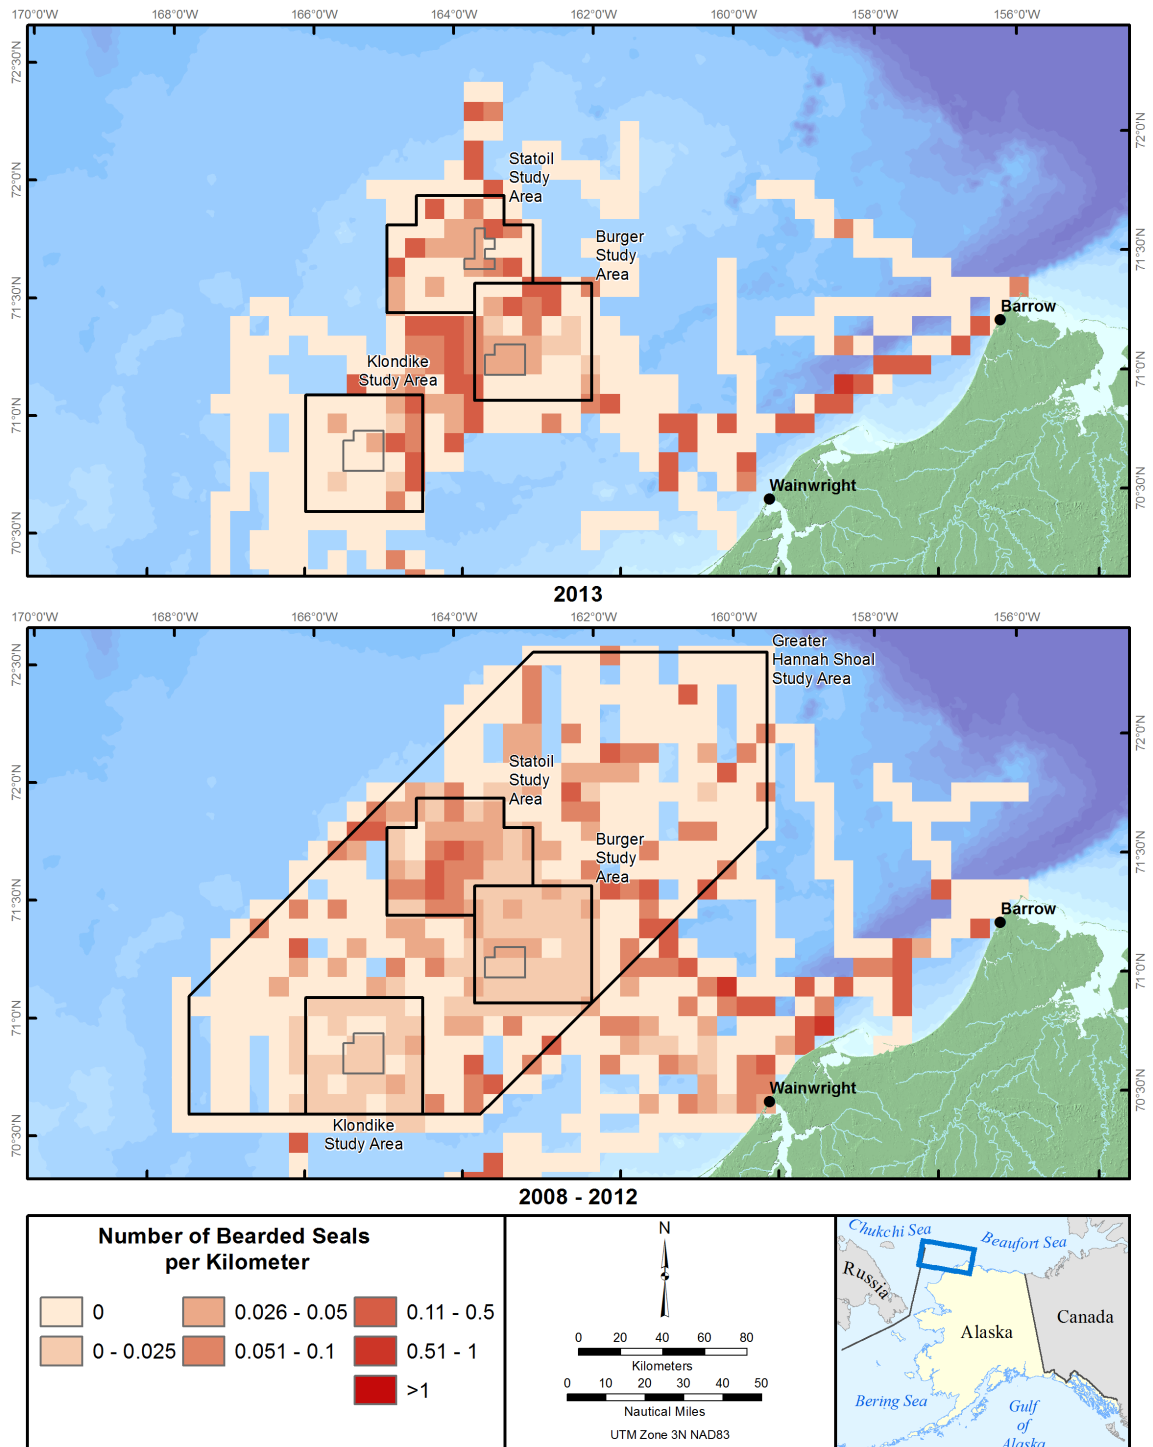 170°0'W 168°0'W 166°0'W 164°0'W 162°0'W 160°0'W 158°0'W 156°0'W
72°30'N
72°0'N
71°30'N
71°0'N
70°30'N
72°0'N
71°30'N
71°0'N
70°30'N
Statoil
Study
Area
Burger
Study
Area
Klondike
Study Area
Barrow
Wainwright
2013
170°0'W 168°0'W 166°0'W 164°0'W 162°0'W 160°0'W 158°0'W 156°0'W
72°30'N
72°0'N
71°30'N
71°0'N
70°30'N
72°0'N
71°30'N
71°0'N
70°30'N
Greater
Hannah Shoal
Study Area
Statoil
Study
Area
Burger
Study
Area
Barrow
Wainwright
Klondike
Study Area
2008 - 2012
Number of Bearded Seals
per Kilometer
0
0 - 0.025
0.026 - 0.05
0.051 - 0.1
0.11 - 0.5
0.51 - 1
>1
N
0 20 40 60 80
Kilometers
0 10 20 30 40 50
Nautical Miles
UTM Zone 3N NAD83
Chukchi Sea
Beaufort Sea
Russia
Alaska
Canada
Bering Sea
Gulf
of
Alaska